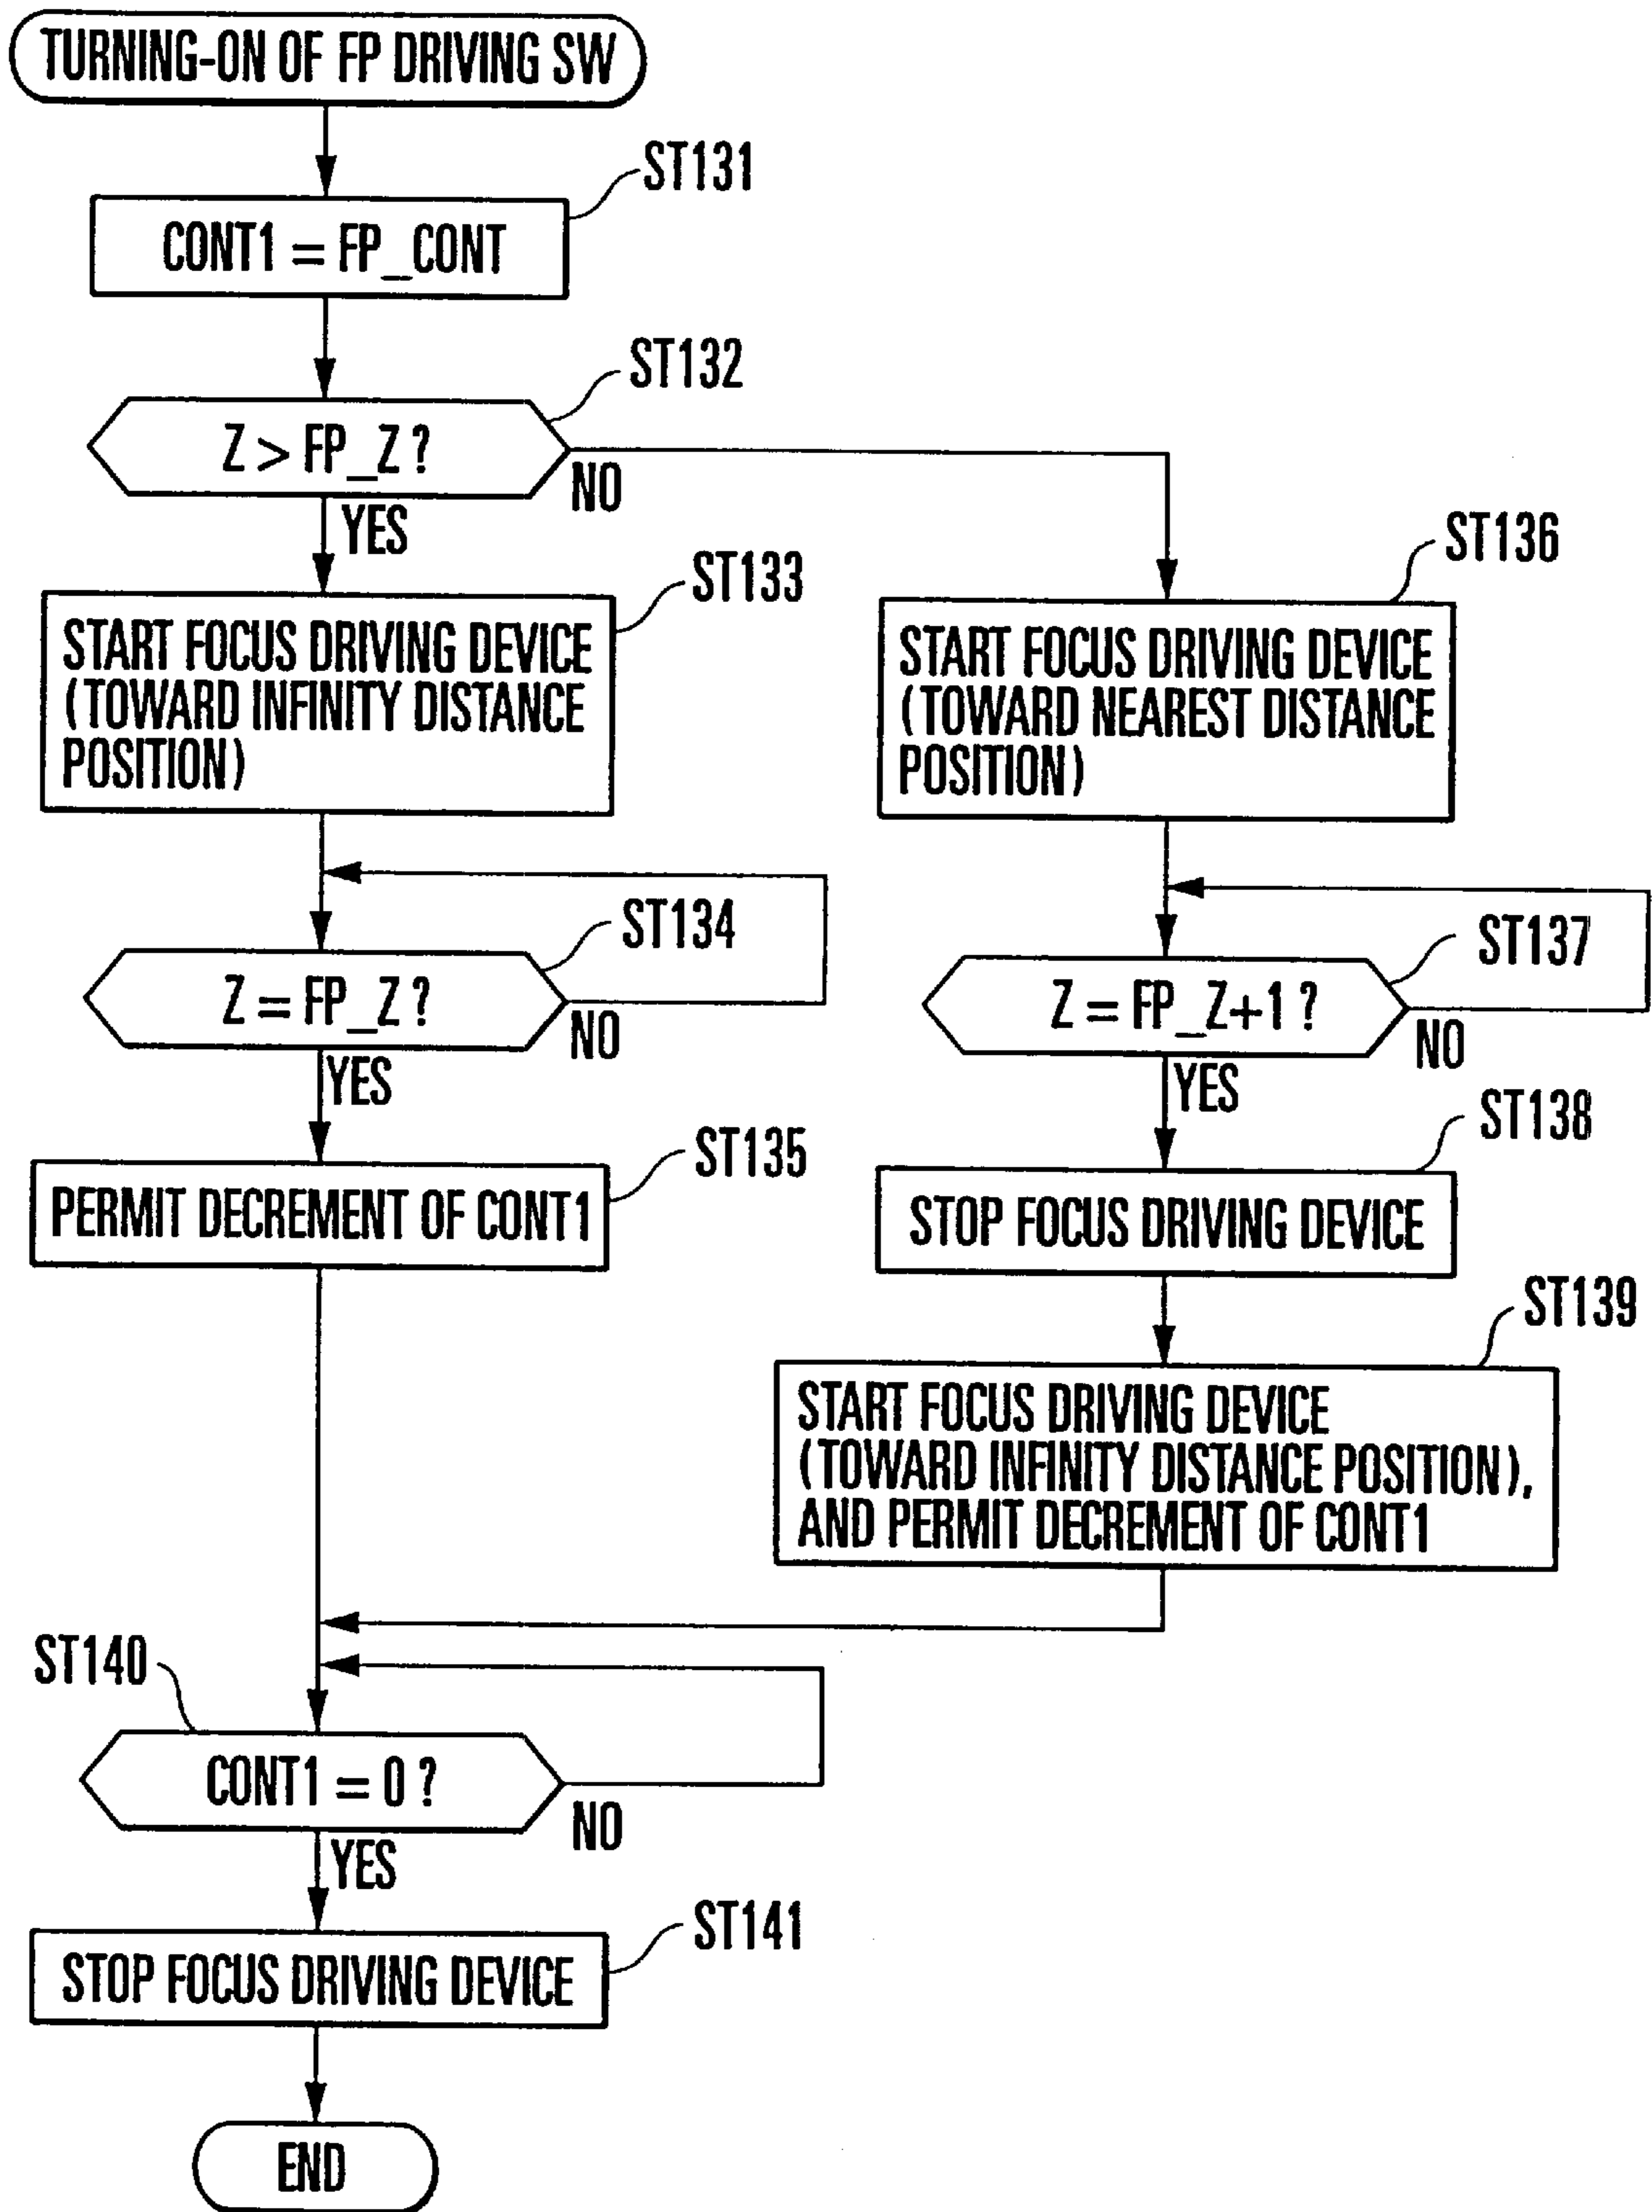 TURNING-ON OF FP DRIVING SW
ST131
CONT1 = FP_CONT
ST132
Z > FP_Z ?
NO
YES
ST133
START FOCUS DRIVING DEVICE
(TOWARD INFINITY DISTANCE
POSITION)
ST136
START FOCUS DRIVING DEVICE
(TOWARD NEAREST DISTANCE
POSITION)
ST134
Z = FP_Z ?
NO
YES
ST137
Z = FP_Z+1 ?
NO
YES
ST135
PERMIT DECREMENT OF CONT1
ST138
STOP FOCUS DRIVING DEVICE
ST139
START FOCUS DRIVING DEVICE
(TOWARD INFINITY DISTANCE POSITION),
AND PERMIT DECREMENT OF CONT1
ST140
CONT1 = 0 ?
NO
YES
ST141
STOP FOCUS DRIVING DEVICE
END